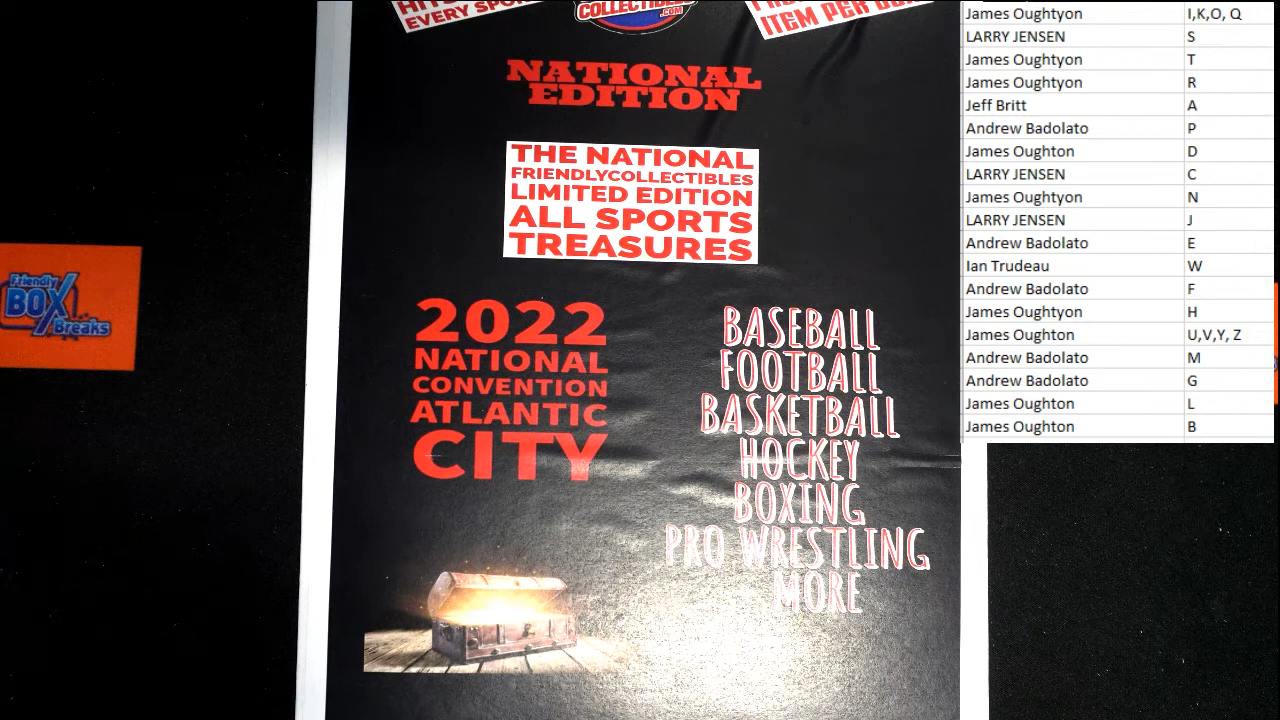 EVERY
COLLECTIBLES
.COM
ITEM PER
NATIONAL
EDITION
THE NATIONAL
FRIENDLYCOLLECTIBLES
LIMITED EDITION
ALL SPORTS
TREASURES
2022
NATIONAL
CONVENTION
ATLANTIC
CITY
BASEBALL
FOOTBALL
BASKETBALL
HOCKEY
BOXING
PRO WRESTLING
MORE
Friendly
BOX
Breaks
James Oughtyon I,K,O, Q
LARRY JENSEN S
James Oughtyon T
James Oughtyon R
Jeff Britt A
Andrew Badolato P
James Oughton D
LARRY JENSEN C
James Oughtyon N
LARRY JENSEN J
Andrew Badolato E
Ian Trudeau W
Andrew Badolato F
James Oughtyon H
James Oughton U,V,Y, Z
Andrew Badolato M
Andrew Badolato G
James Oughton L
James Oughton B